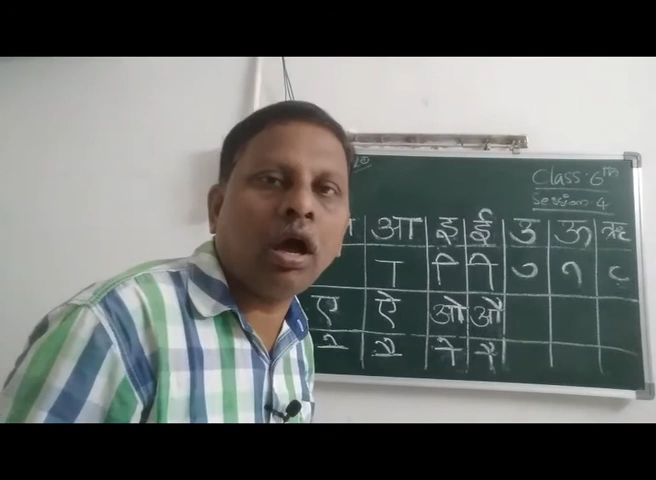 Class:6th
Session:4
आ इ ई उ ऊ ऋ
ा ि ी ु ू ृ
ए ऐ ओ औ
े ै ो ौ